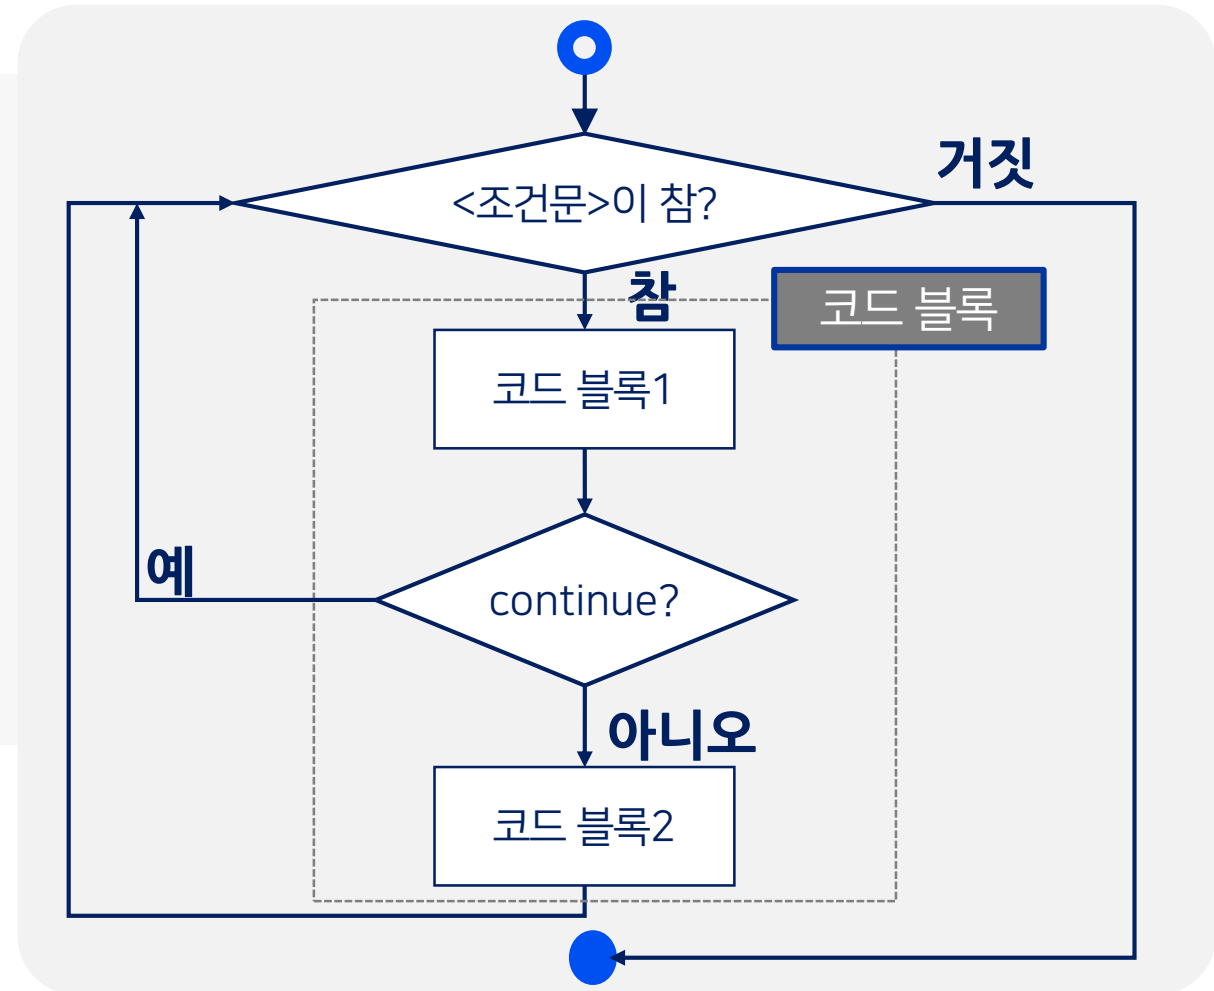 거짓
<조건문>이 참?
참
코드 블록
코드 블록1
예
continue?
아니오
코드 블록2